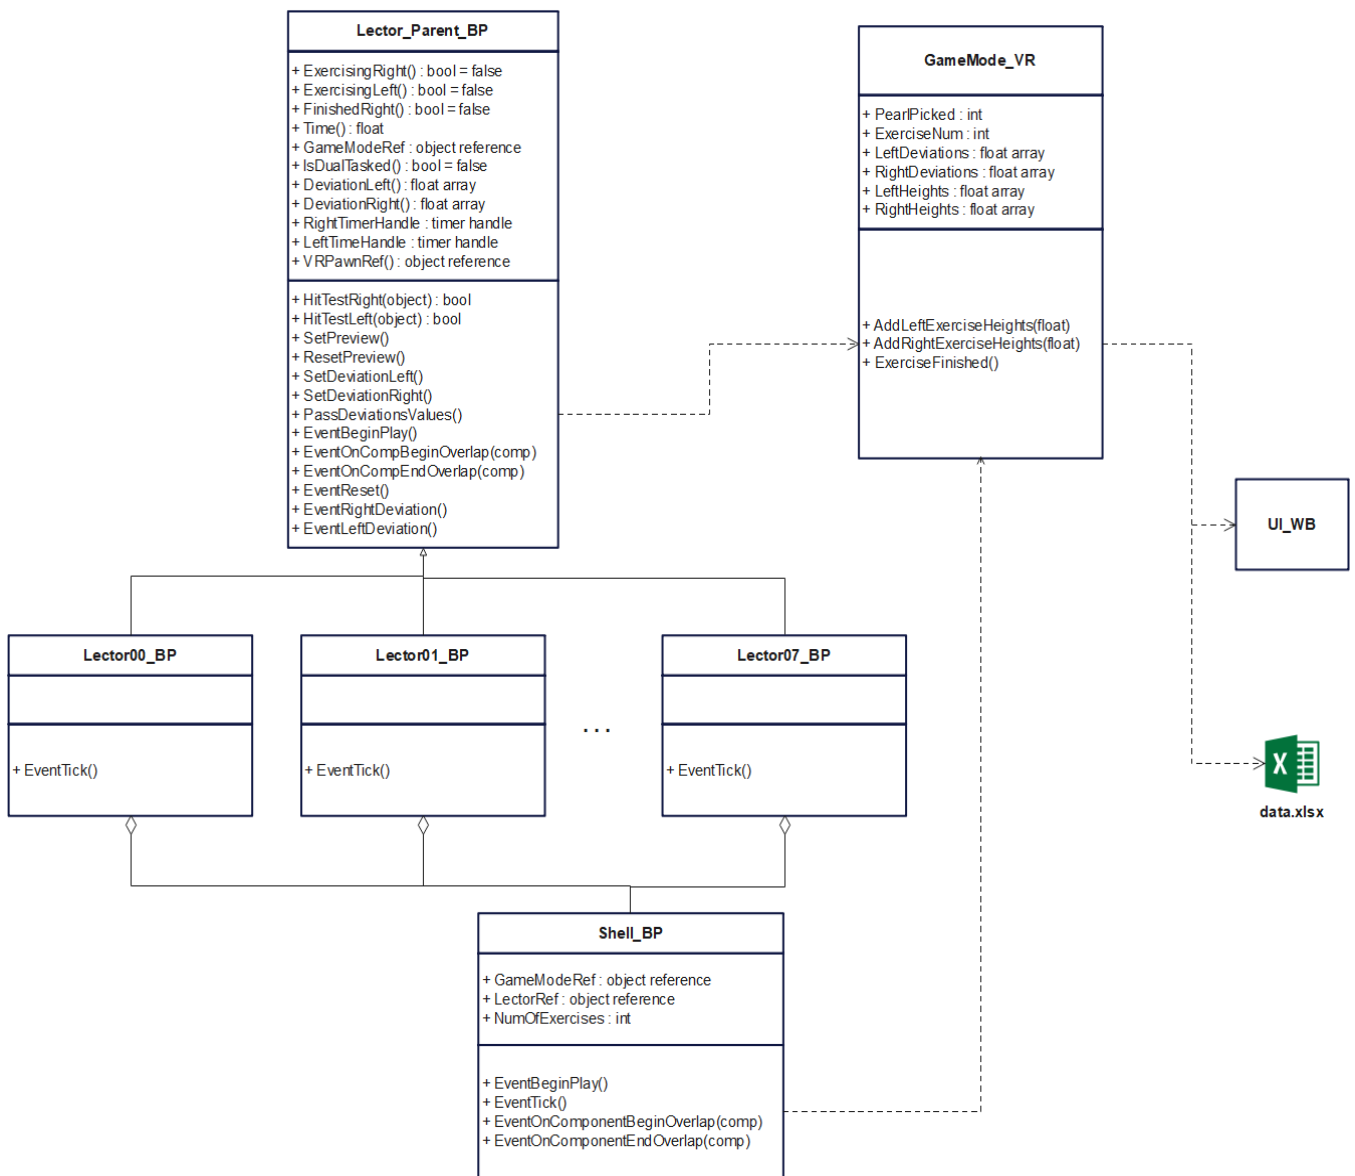 Lector_Parent_BP
+ ExercisingRight() : bool = false
+ ExercisingLeft() : bool = false
+ FinishedRight() : bool = false
+ Time() : float
+ GameModeRef : object reference
+ IsDualTasked() : bool = false
+ DeviationLeft() : float array
+ DeviationRight() : float array
+ RightTimerHandle : timer handle
+ LeftTimeHandle : timer handle
+ VRPawnRef() : object reference
+ HitTestRight(object) : bool
+ HitTestLeft(object) : bool
+ SetPreview()
+ ResetPreview()
+ SetDeviationLeft()
+ SetDeviationRight()
+ PassDeviationsValues()
+ EventBeginPlay()
+ EventOnCompBeginOverlap(comp)
+ EventOnCompEndOverlap(comp)
+ EventReset()
+ EventRightDeviation()
+ EventLeftDeviation()
GameMode_VR
+ PearlPicked : int
+ ExerciseNum : int
+ LeftDeviations : float array
+ RightDeviations : float array
+ LeftHeights : float array
+ RightHeights : float array
+ AddLeftExerciseHeights(float)
+ AddRightExerciseHeights(float)
+ ExerciseFinished()
UI_WB
Lector00_BP
+ EventTick()
Lector01_BP
+ EventTick()
...
Lector07_BP
+ EventTick()
X
data.xlsx
Shell_BP
+ GameModeRef : object reference
+ LectorRef : object reference
+ NumOfExercises : int
+ EventBeginPlay()
+ EventTick()
+ EventOnComponentBeginOverlap(comp)
+ EventOnComponentEndOverlap(comp)